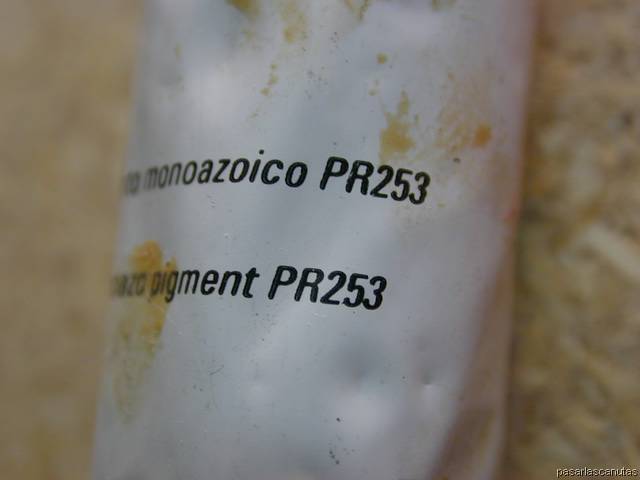 monoazoico PR253
pigment PR253
pasarlascanutas